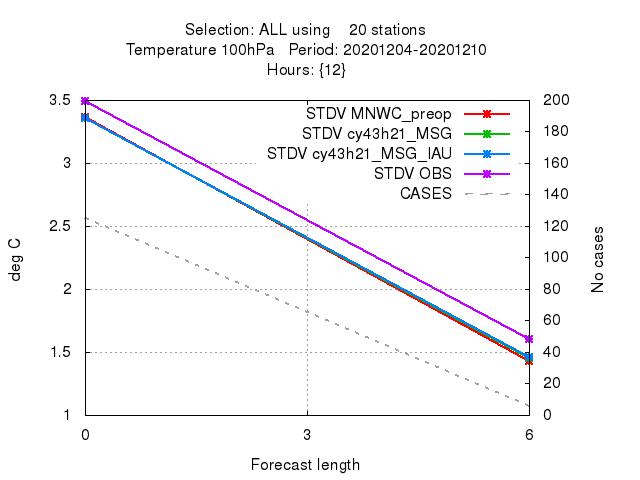 Selection: ALL using    20 stations
Temperature 100hPa   Period: 20201204-20201210
Hours: {12}
3.5
3
2.5
2
1.5
1
deg C
STDV MNWC_preop
STDV cy43h21_MSG
STDV cy43h21_MSG_IAU
STDV OBS
CASES
200
180
160
140
120
100
80
60
40
20
0
No cases
0 3 6
Forecast length